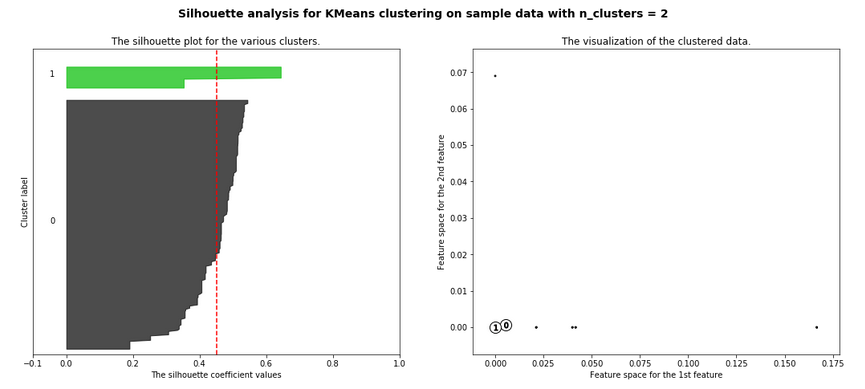 Silhouette analysis for KMeans clustering on sample data with n_clusters = 2
The silhouette plot for the various clusters.
1
0
Cluster label
−0.1 0.0 0.2 0.4 0.6 0.8 1.0
The silhouette coefficient values
The visualization of the clustered data.
0.07
0.06
0.05
0.04
0.03
0.02
0.01
0.00
Feature space for the 2nd feature
1 0
0.000 0.025 0.050 0.075 0.100 0.125 0.150 0.175
Feature space for the 1st feature